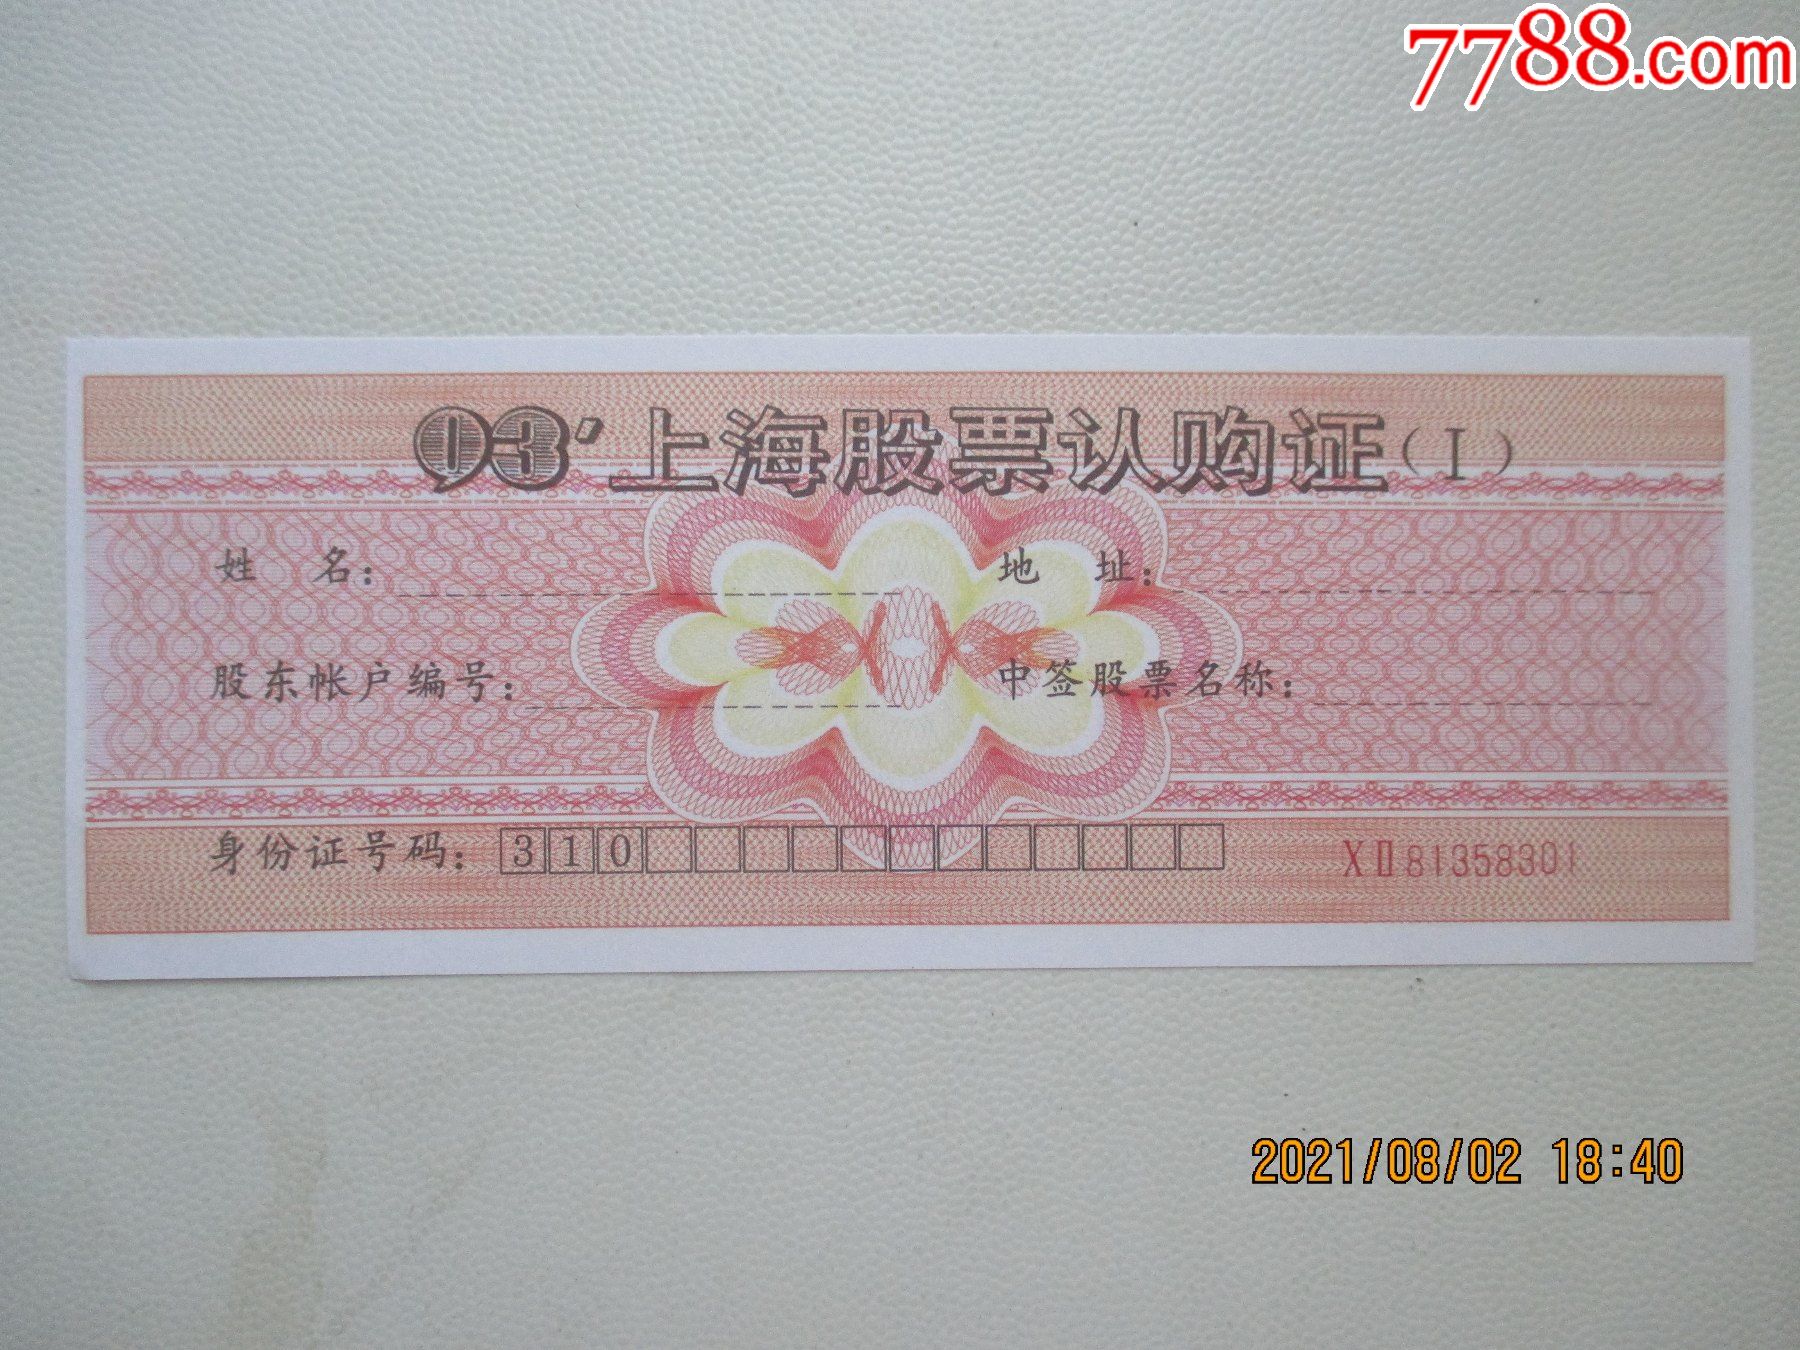 7788.com
93'上海股票认购证(I)
姓 名: 地 址:
股东帐户编号: 中签股票名称:
身份证号码: 310 XⅡ81358301
2021/08/02 18:40